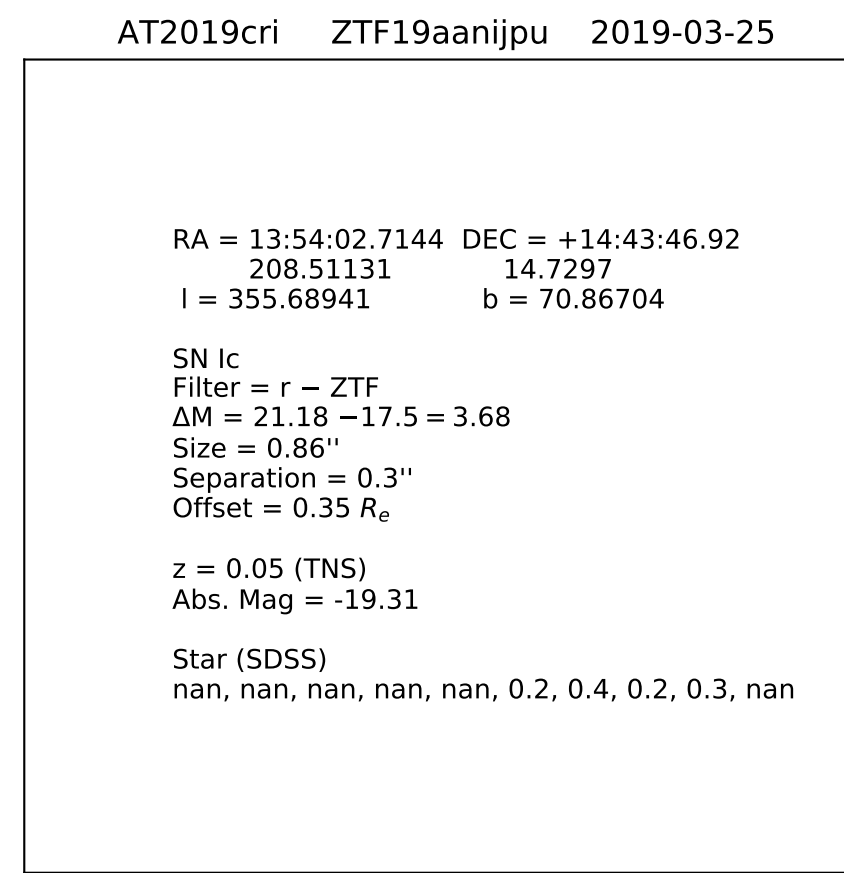 AT2019cri ZTF19aanijpu 2019-03-25
RA = 13:54:02.7144 DEC = +14:43:46.92
208.51131 14.7297
l = 355.68941 b = 70.86704
SN Ic
Filter = r − ZTF
ΔM = 21.18 −17.5 = 3.68
Size = 0.86''
Separation = 0.3''
Offset = 0.35 Rₑ
z = 0.05 (TNS)
Abs. Mag = -19.31
Star (SDSS)
nan, nan, nan, nan, nan, 0.2, 0.4, 0.2, 0.3, nan